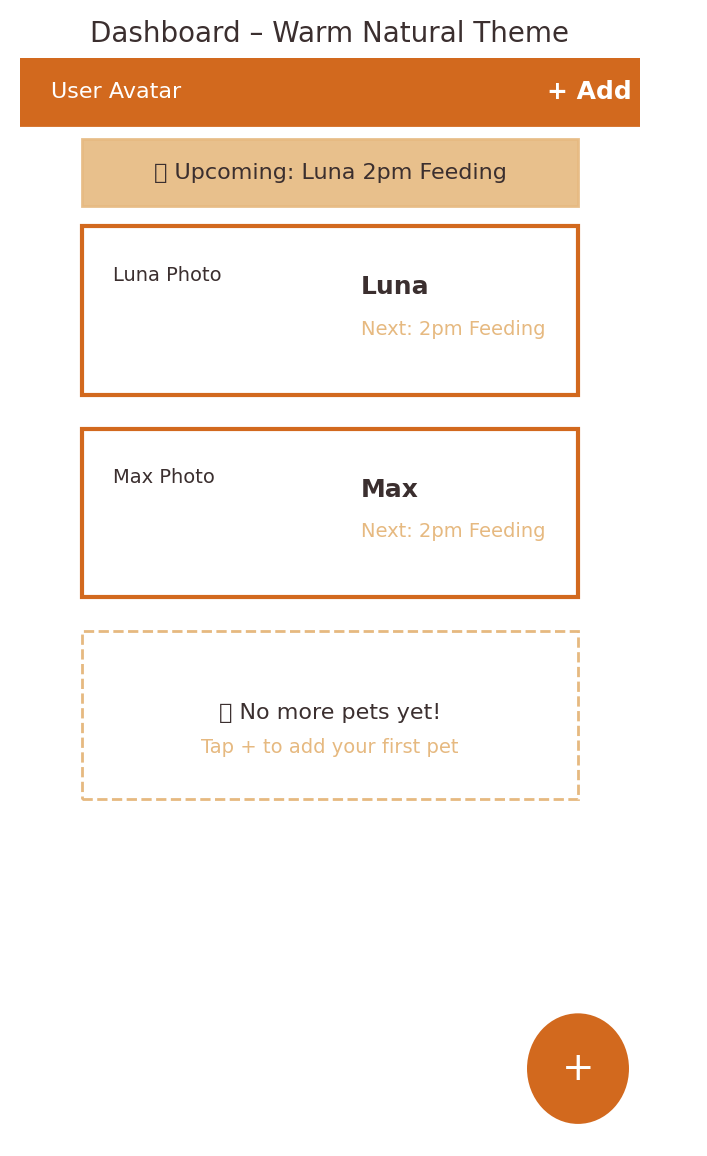 Dashboard – Warm Natural Theme
User Avatar
+ Add
Upcoming: Luna 2pm Feeding
Luna Photo
Luna
Next: 2pm Feeding
Max Photo
Max
Next: 2pm Feeding
No more pets yet!
Tap + to add your first pet
+